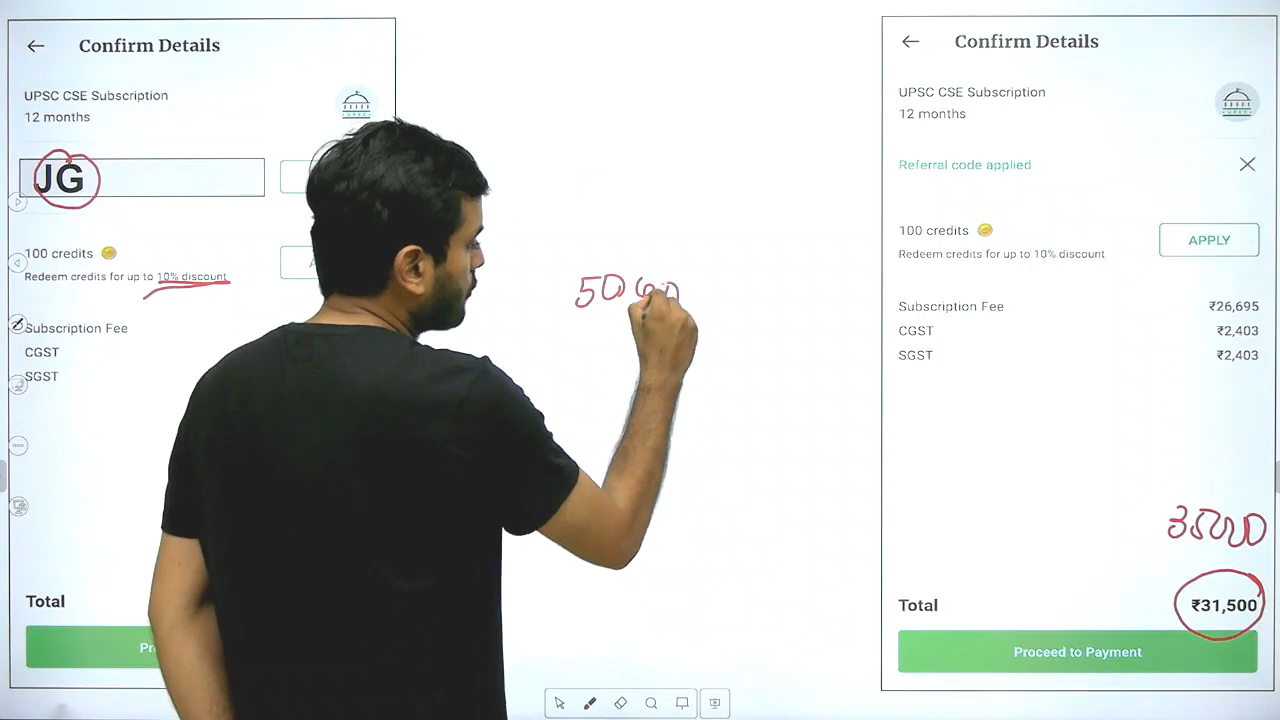 Confirm Details
UPSC CSE Subscription
12 months
JG
100 credits
Redeem credits for up to 10% discount
Subscription Fee
CGST
SGST
Total
Confirm Details
UPSC CSE Subscription
12 months
UPSC
Referral code applied
100 credits
APPLY
Redeem credits for up to 10% discount
Subscription Fee ₹26,695
CGST ₹2,403
SGST ₹2,403
35000
Total ₹31,500
Proceed to Payment